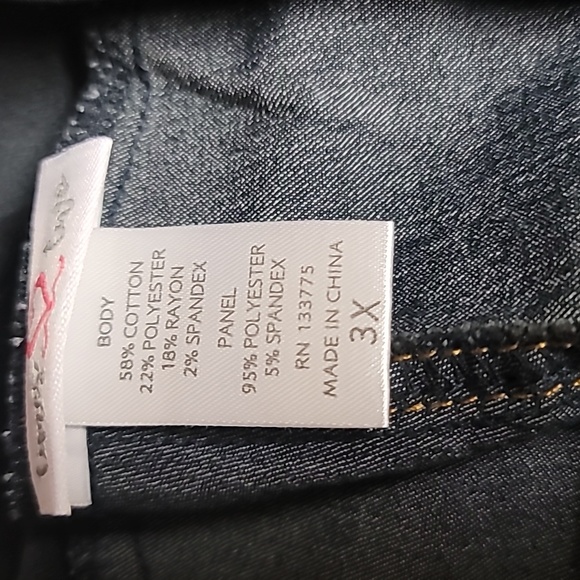 BODY
58% COTTON
22% POLYESTER
18% RAYON
2% SPANDEX
PANEL
95% POLYESTER
5% SPANDEX
RN 133775
MADE IN CHINA
3X